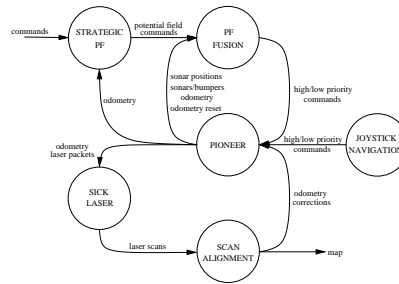 commands
STRATEGIC
PF
potential field
commands
PF
FUSION
sonar positions
sonars/bumpers
odometry
odometry reset
high/low priority
commands
odometry
PIONEER
high/low priority
commands
JOYSTICK
NAVIGATION
odometry
laser packets
SICK
LASER
odometry
corrections
laser scans
SCAN
ALIGNMENT
map